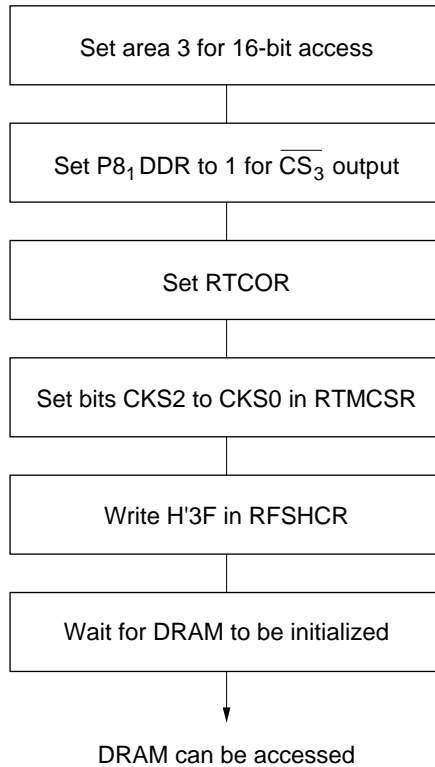 Set area 3 for 16-bit access
Set P8₁ DDR to 1 for C̅S̅₃ output
Set RTCOR
Set bits CKS2 to CKS0 in RTMCSR
Write H'3F in RFSHCR
Wait for DRAM to be initialized
DRAM can be accessed